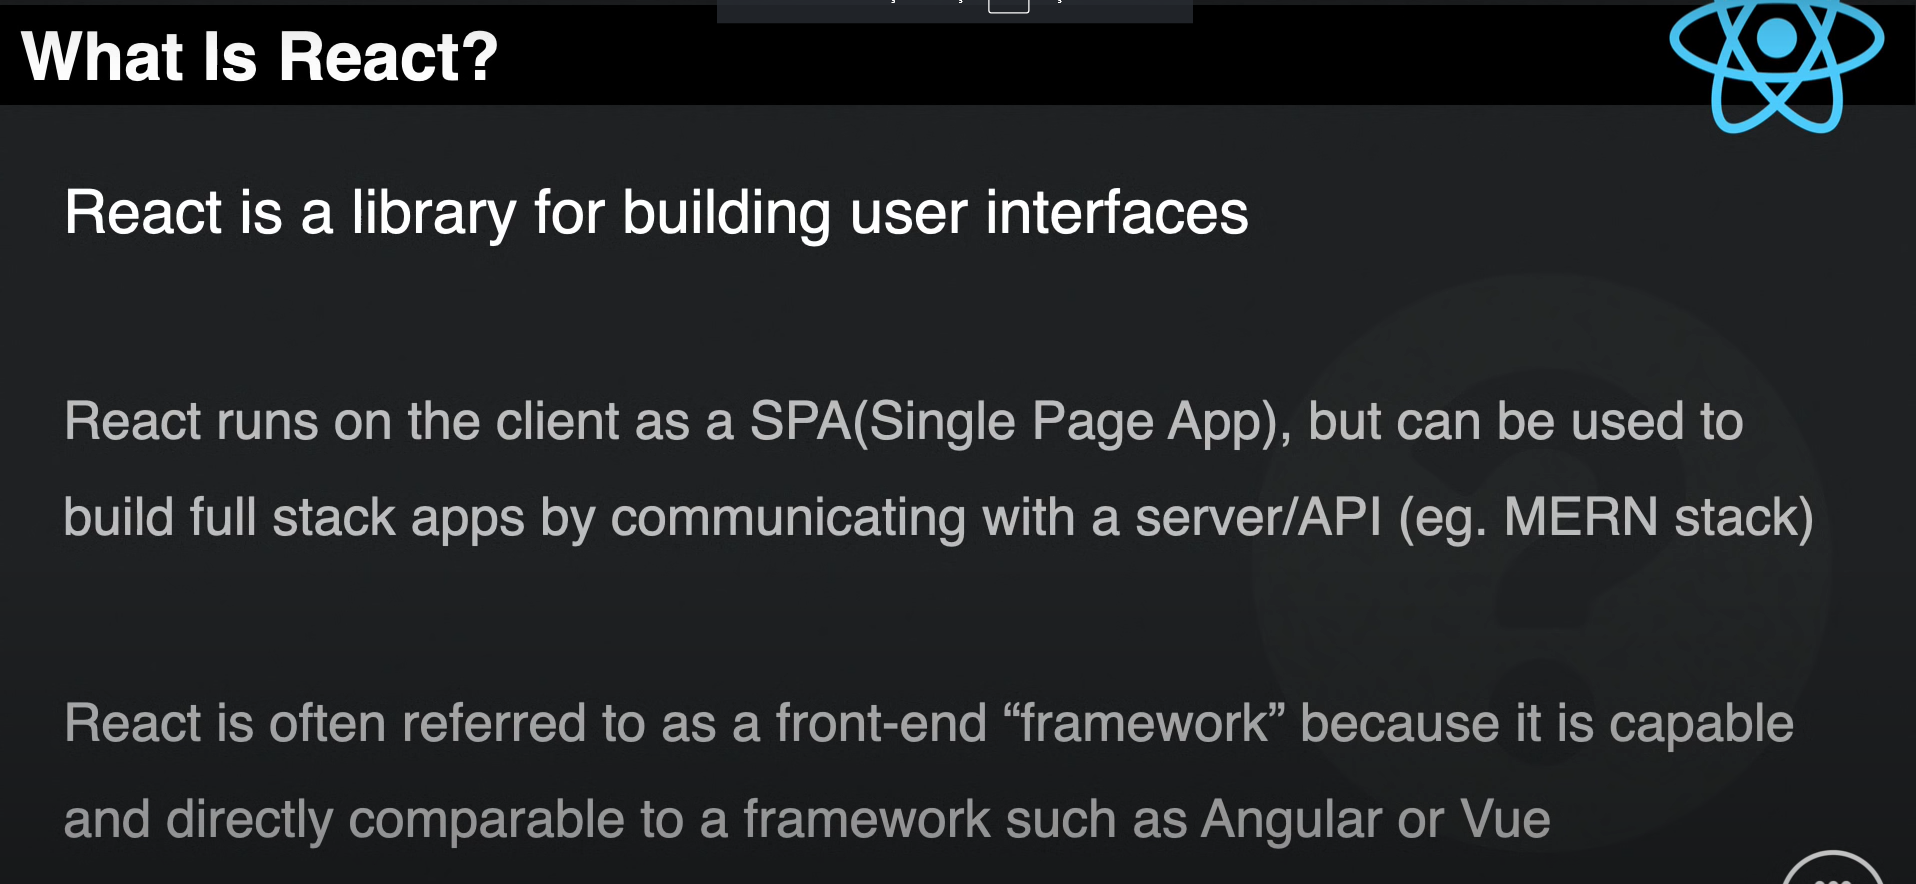 What Is React?
React is a library for building user interfaces
React runs on the client as a SPA(Single Page App), but can be used to
build full stack apps by communicating with a server/API (eg. MERN stack)
React is often referred to as a front-end “framework” because it is capable
and directly comparable to a framework such as Angular or Vue